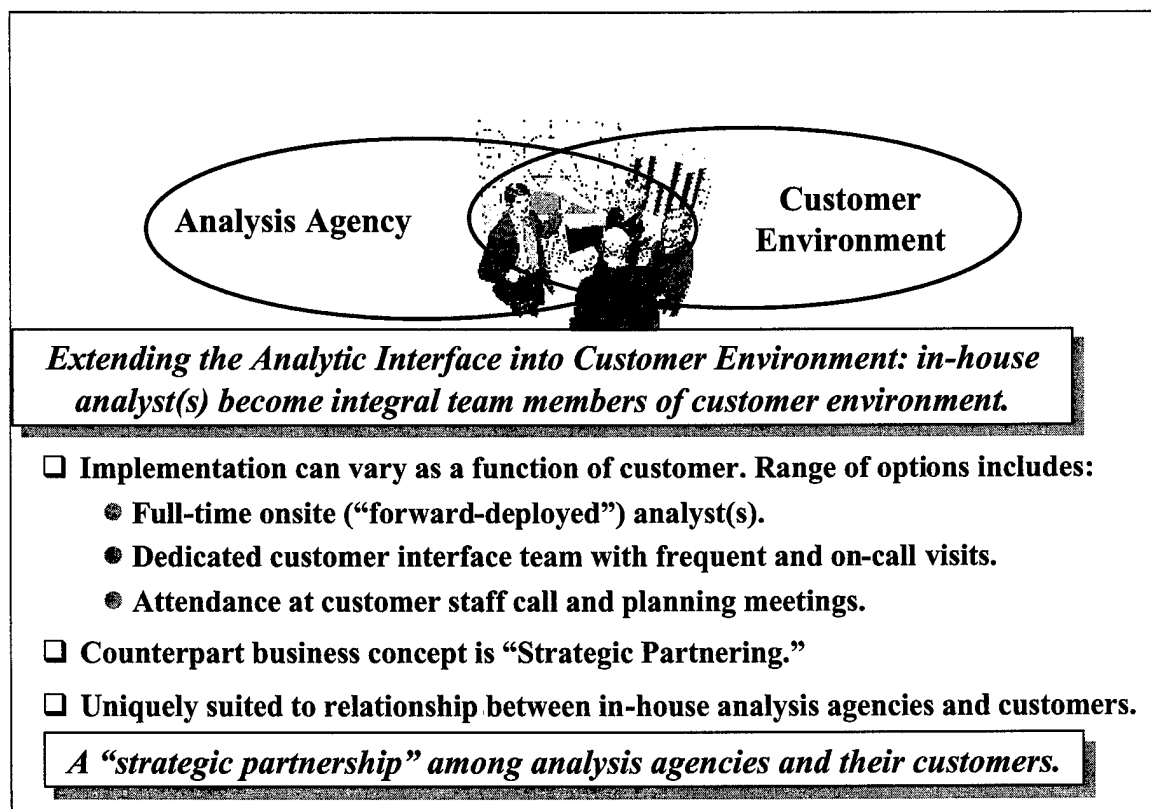 Analysis Agency
Customer
Environment
Extending the Analytic Interface into Customer Environment: in-house
analyst(s) become integral team members of customer environment.
❑ Implementation can vary as a function of customer. Range of options includes:
● Full-time onsite (“forward-deployed”) analyst(s).
● Dedicated customer interface team with frequent and on-call visits.
● Attendance at customer staff call and planning meetings.
❑ Counterpart business concept is “Strategic Partnering.”
❑ Uniquely suited to relationship between in-house analysis agencies and customers.
A “strategic partnership” among analysis agencies and their customers.